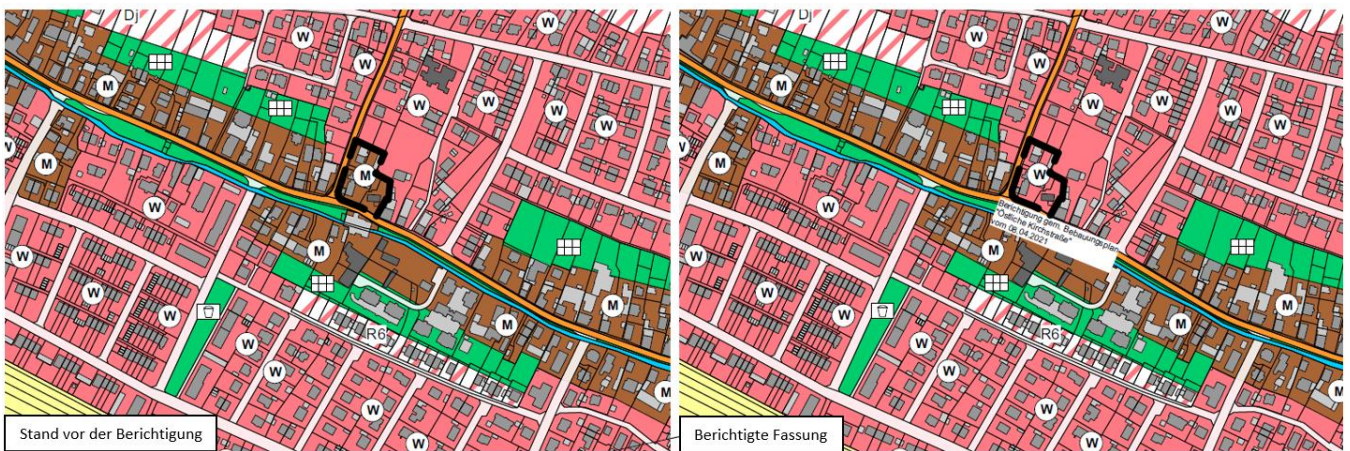 Dj
W
W
M
W
W
W
W
W
M
W
M
W
W
M
M
R6
W
W
W
W
W
W
M
W
W
Stand vor der Berichtigung
Dj
W
W
M
W
W
W
W
W
W
W
M
W
Berichtigung gem. Bebauungsplan
"Östliche Kirchstraße"
vom 08.04.2021
M
W
M
M
R6
W
W
W
W
W
M
W
W
Berichtigte Fassung